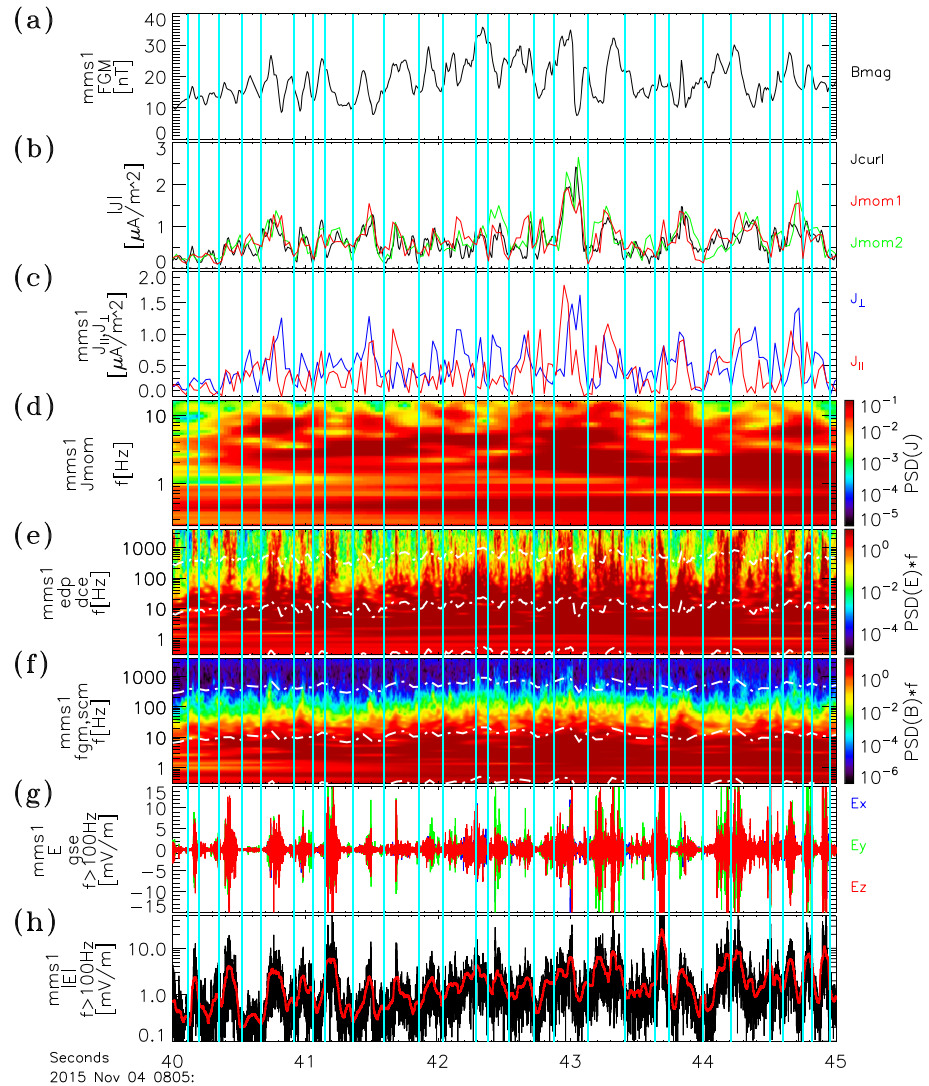 (a)
mms1
FGM
[nT]
40
30
20
10
0
Bmag
(b)
|J|
[μA/m^2]
3
2
1
0
Jcurl
Jmom1
Jmom2
(c)
mms1
J||,J⊥
[μA/m^2]
2.0
1.5
1.0
0.5
0.0
J⊥
J||
(d)
mms1
Jmom
f[Hz]
10
1
10^-1
10^-2
10^-3
10^-4
10^-5
PSD(J)
(e)
mms1
edp
dce
f[Hz]
1000
100
10
1
10^0
10^-2
10^-4
PSD(E)*f
(f)
mms1
fgm,scm
f[Hz]
1000
100
10
1
10^0
10^-2
10^-4
10^-6
PSD(B)*f
(g)
mms1
E
gse
f>100Hz
[mV/m]
15
10
5
0
-5
-10
-15
Ex
Ey
Ez
(h)
mms1
|E|
f>100Hz
[mV/m]
10.0
1.0
0.1
Seconds
40 41 42 43 44 45
2015 Nov 04 0805: